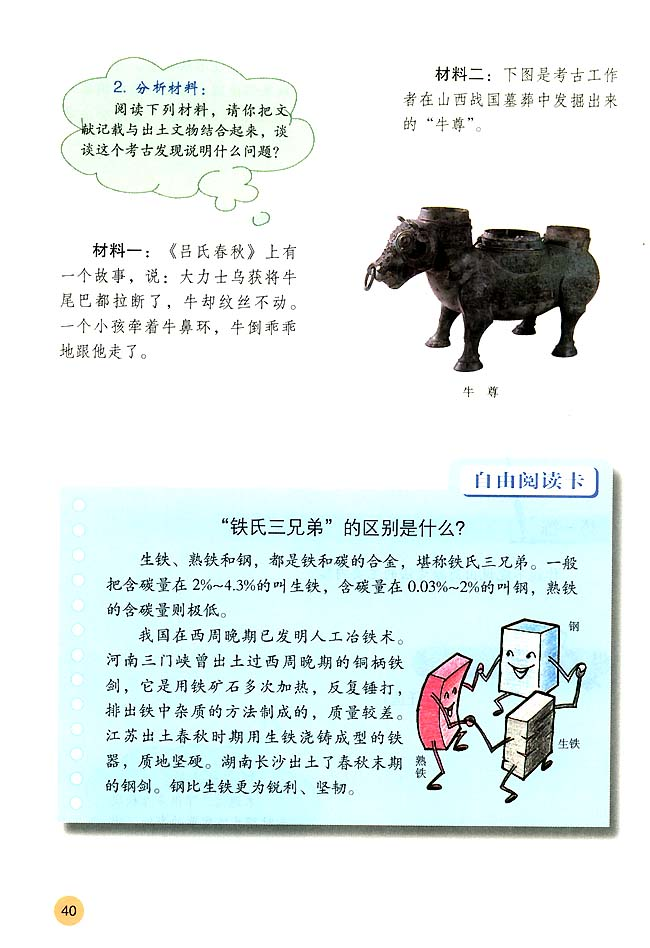 2. 分析材料：
阅读下列材料，请你把文
献记载与出土文物结合起来，谈
谈这个考古发现说明什么问题？
材料一：《吕氏春秋》上有
一个故事，说：大力士乌获将牛
尾巴都拉断了，牛却纹丝不动。
一个小孩牵着牛鼻环，牛倒乖乖
地跟他走了。
材料二：下图是考古工作
者在山西战国墓葬中发掘出来
的“牛尊”。
牛 尊
自由阅读卡
“铁氏三兄弟”的区别是什么？
生铁、熟铁和钢，都是铁和碳的合金，堪称铁氏三兄弟。一般
把含碳量在2%~4.3%的叫生铁，含碳量在0.03%~2%的叫钢，熟铁
的含碳量则极低。
我国在西周晚期已发明人工冶铁术。
河南三门峡曾出土过西周晚期的铜柄铁
剑，它是用铁矿石多次加热，反复锤打，
排出铁中杂质的方法制成的，质量较差。
江苏出土春秋时期用生铁浇铸成型的铁
器，质地坚硬。湖南长沙出土了春秋末期
的钢剑。钢比生铁更为锐利、坚韧。
钢
生铁
熟铁
40